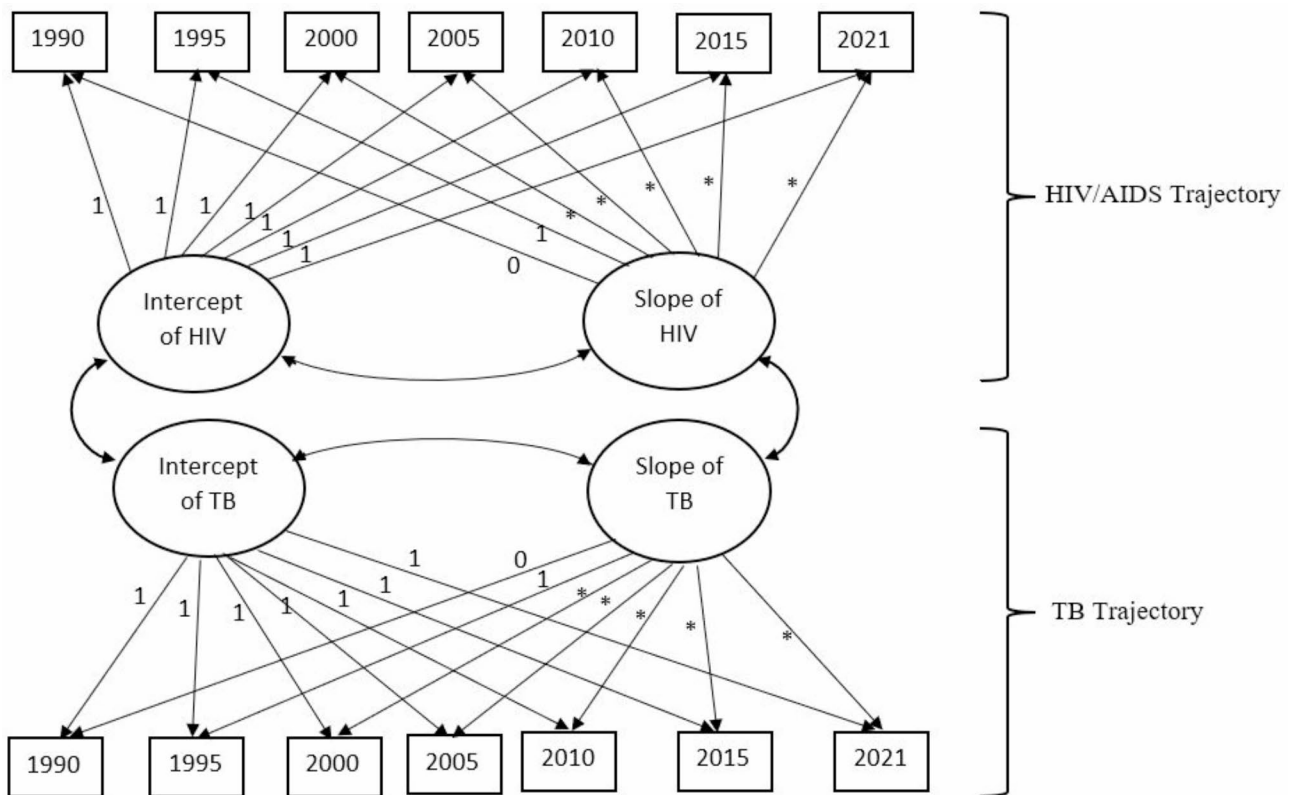 1990 1995 2000 2005 2010 2015 2021
1 1 1 1 1 1 1 0 1 * * * * *
HIV/AIDS Trajectory
Intercept
of HIV
Slope of
HIV
Intercept
of TB
Slope of
TB
1 1 1 1 1 1 1 0 1 * * * * *
TB Trajectory
1990 1995 2000 2005 2010 2015 2021